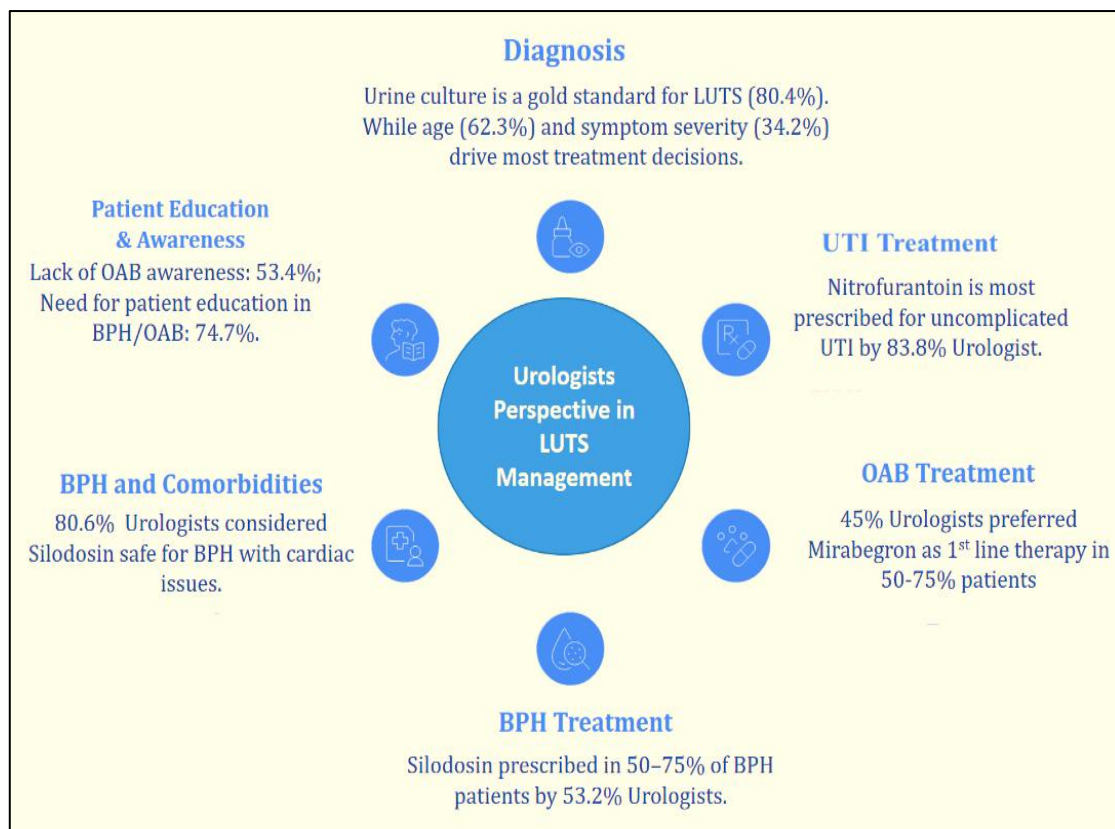 Diagnosis
Urine culture is a gold standard for LUTS (80.4%).
While age (62.3%) and symptom severity (34.2%)
drive most treatment decisions.
Patient Education
& Awareness
Lack of OAB awareness: 53.4%;
Need for patient education in
BPH/OAB: 74.7%.
UTI Treatment
Nitrofurantoin is most
prescribed for uncomplicated
UTI by 83.8% Urologist.
Rx
Urologists
Perspective in
LUTS
Management
BPH and Comorbidities
80.6% Urologists considered
Silodosin safe for BPH with cardiac
issues.
OAB Treatment
45% Urologists preferred
Mirabegron as 1st line therapy in
50-75% patients
BPH Treatment
Silodosin prescribed in 50–75% of BPH
patients by 53.2% Urologists.